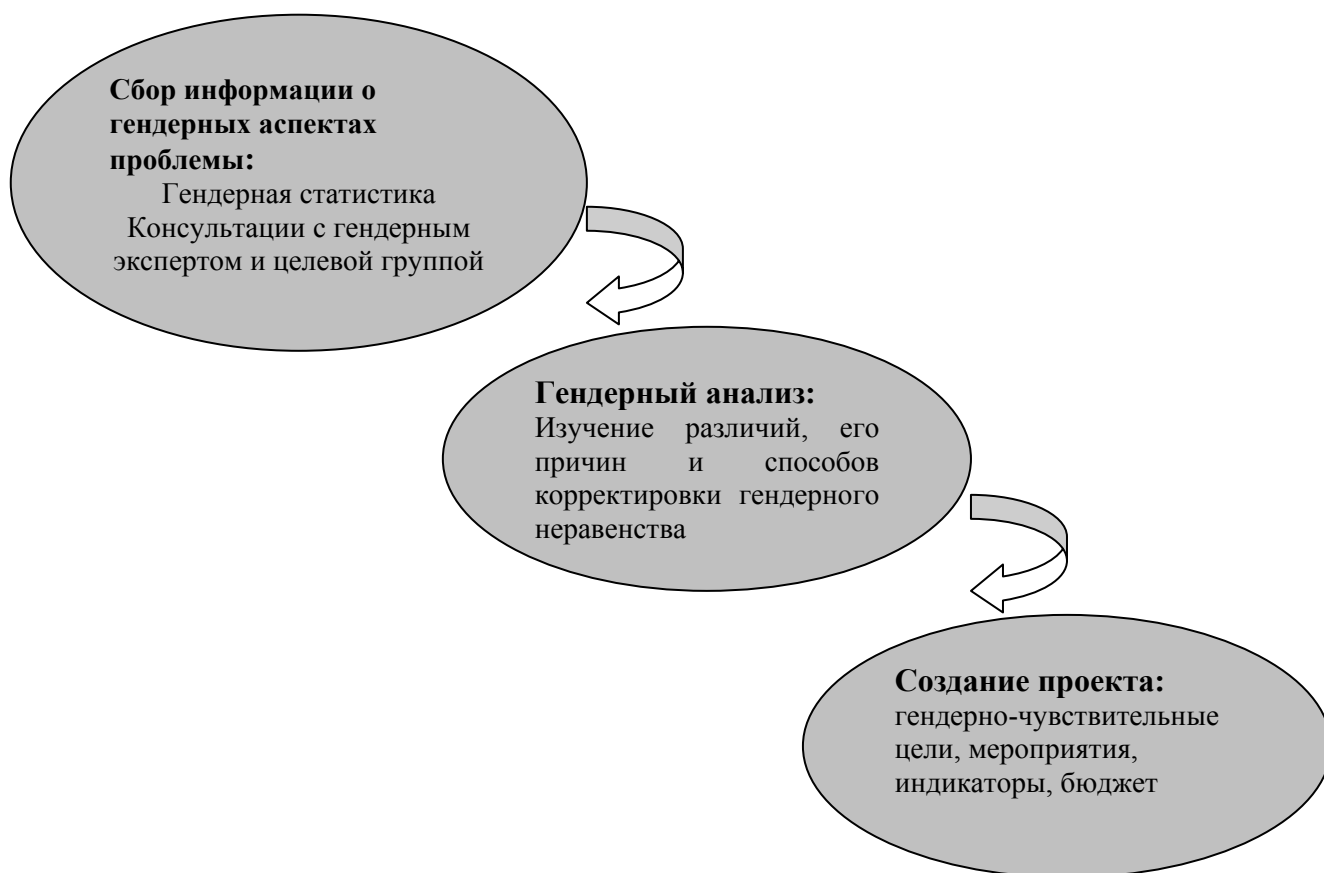 Сбор информации о
гендерных аспектах
проблемы:
Гендерная статистика
Консультации с гендерным
экспертом и целевой группой
Гендерный анализ:
Изучение различий, его
причин и способов
корректировки гендерного
неравенства
Создание проекта:
гендерно-чувствительные
цели, мероприятия,
индикаторы, бюджет